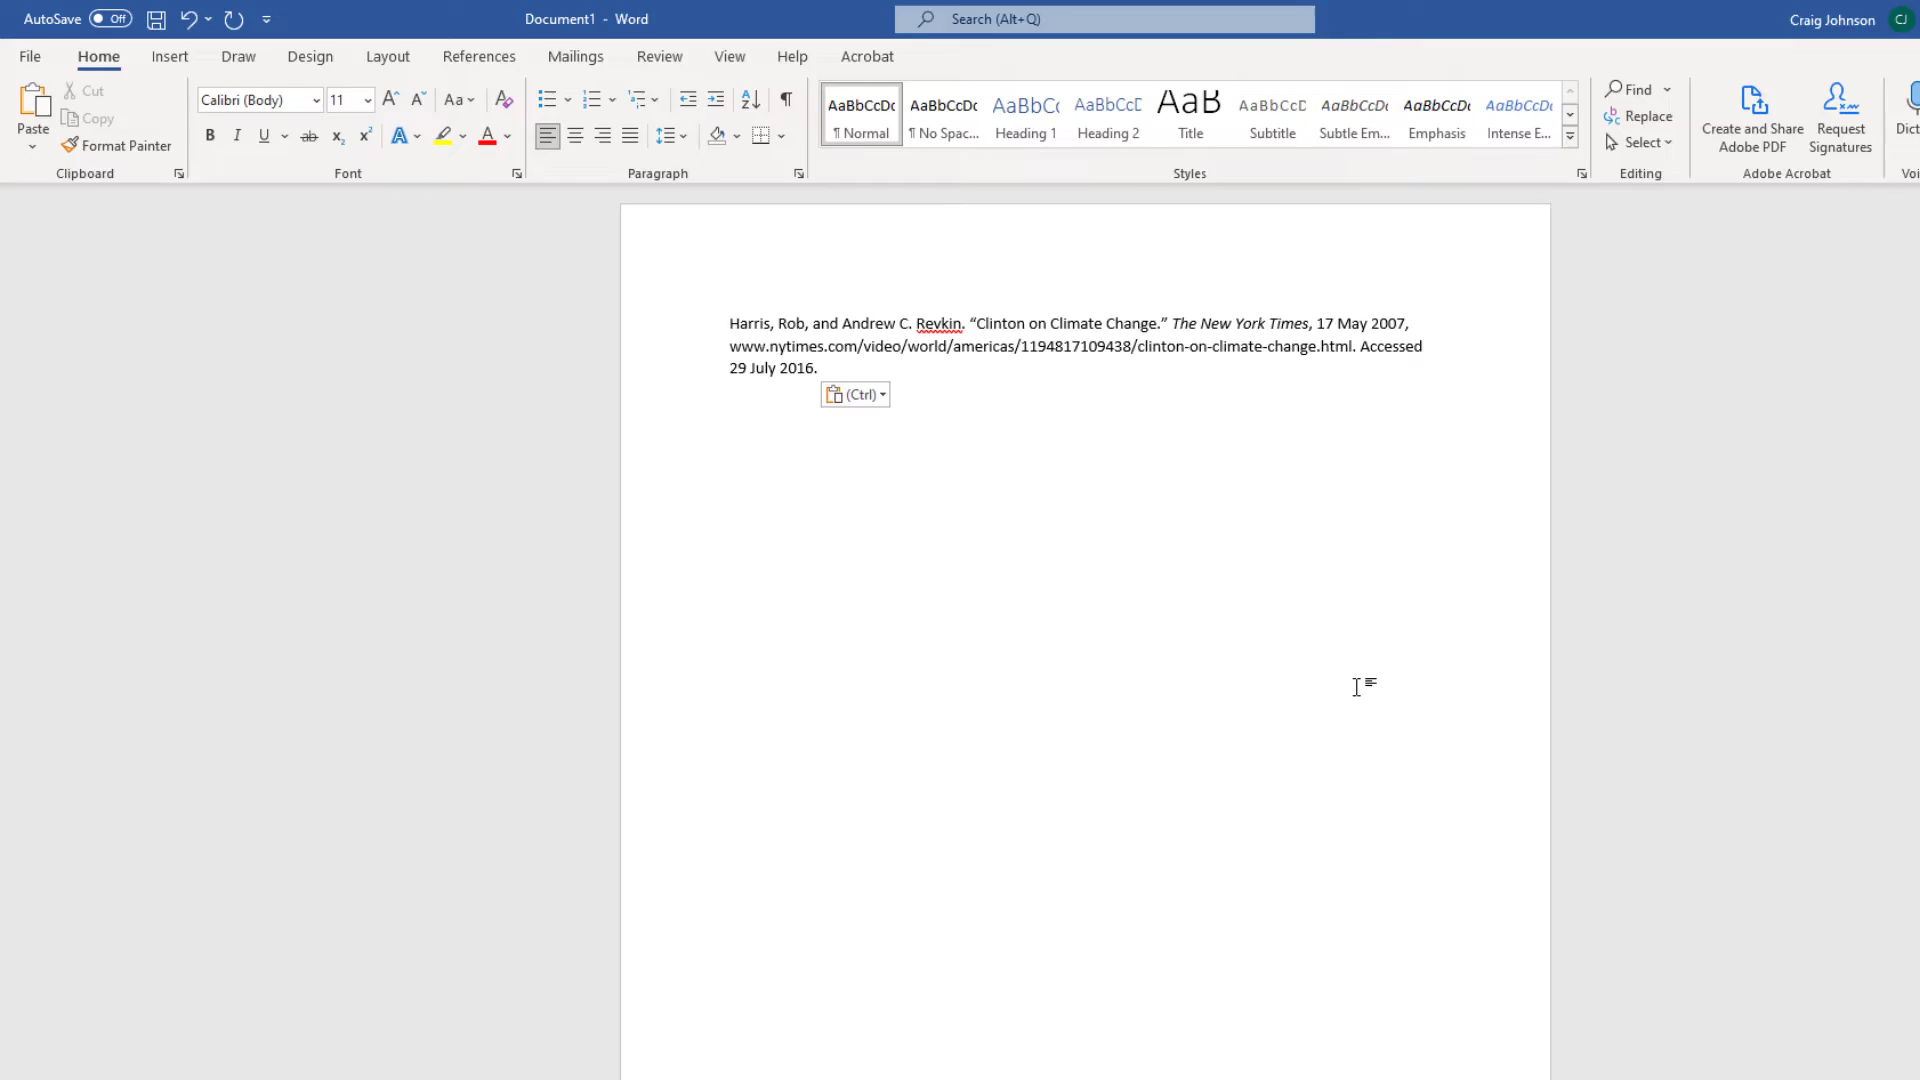 AutoSave Off Document1 - Word Search (Alt+Q) Craig Johnson CJ
File Home Insert Draw Design Layout References Mailings Review View Help Acrobat
Paste
Cut
Copy
Format Painter
Clipboard
Calibri (Body) 11
Font
Paragraph
AaBbCcDc AaBbCcDc AaBbCc AaBbCcD AaB AaBbCcD AaBbCcDc AaBbCcDc AaBbCcDc
¶ Normal ¶ No Spac... Heading 1 Heading 2 Title Subtitle Subtle Em... Emphasis Intense E...
Styles
Find
Replace
Select
Editing
Create and Share
Adobe PDF
Request
Signatures
Adobe Acrobat
Dict
Voi
Harris, Rob, and Andrew C. Revkin. “Clinton on Climate Change.” The New York Times, 17 May 2007,
www.nytimes.com/video/world/americas/1194817109438/clinton-on-climate-change.html. Accessed
29 July 2016.
(Ctrl)